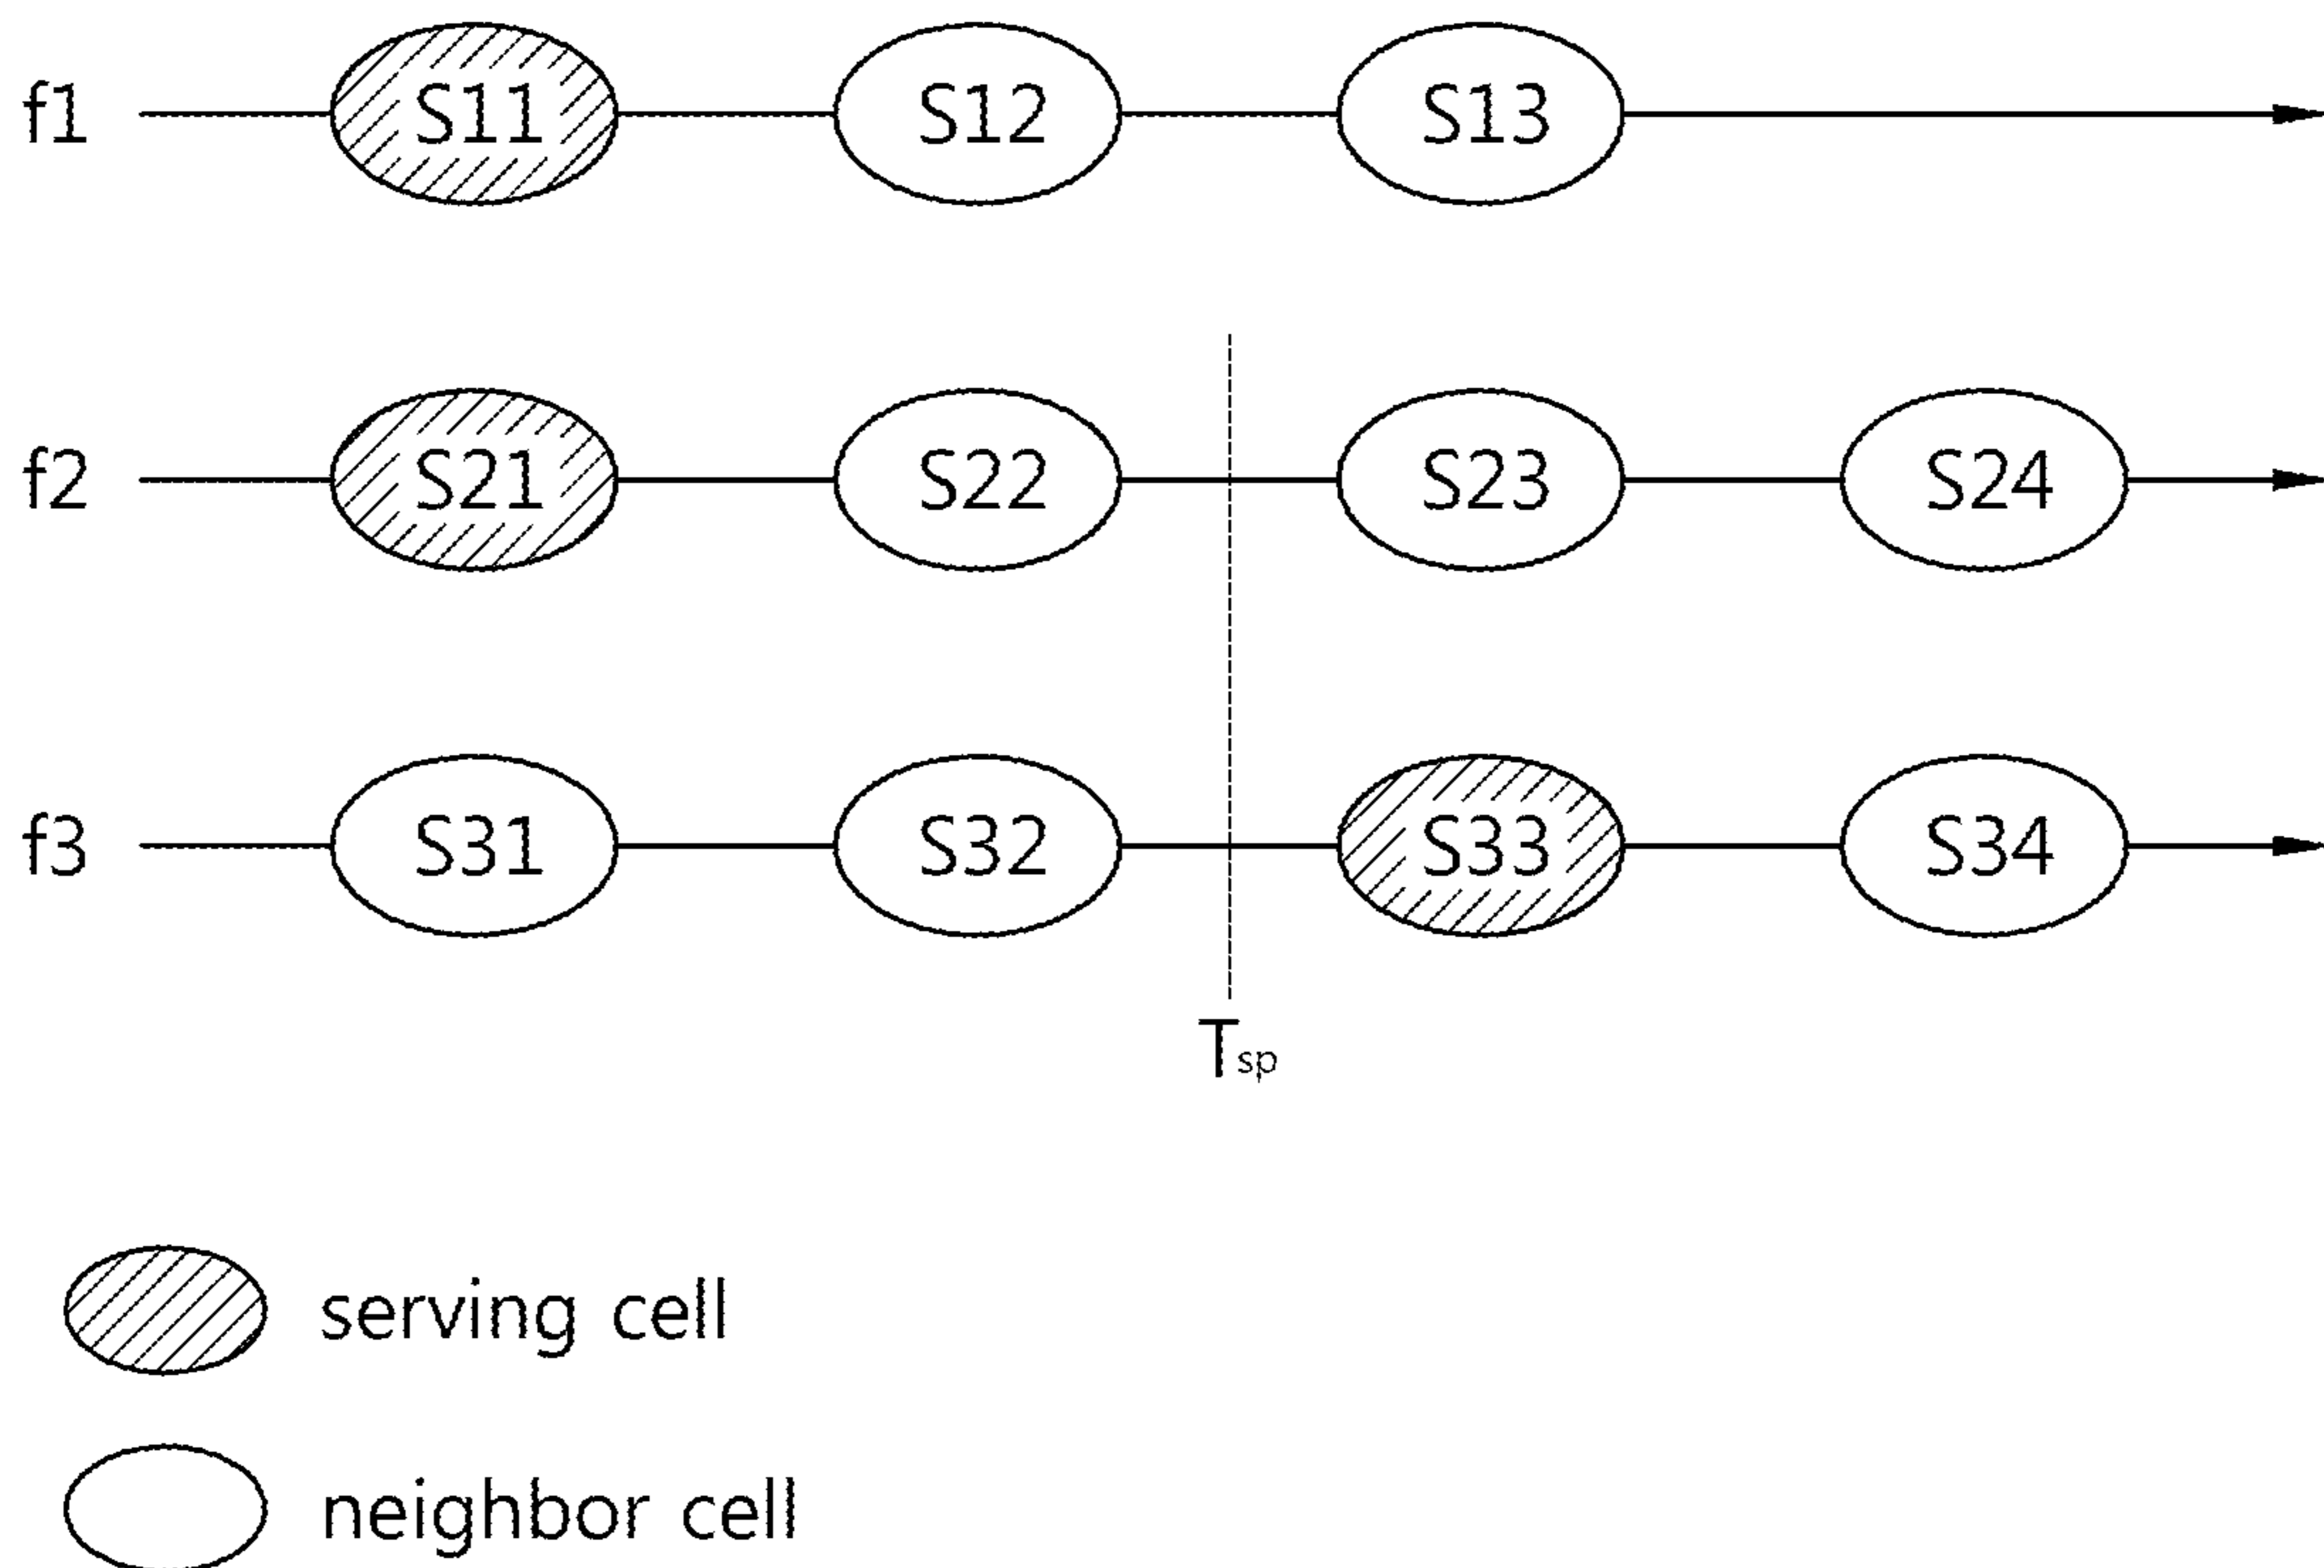 f1 S11 S12 S13
f2 S21 S22 S23 S24
f3 S31 S32 S33 S34
Tsp
serving cell
neighbor cell